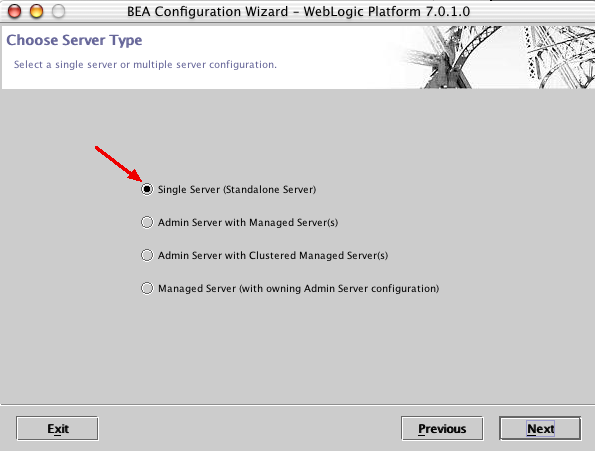 BEA Configuration Wizard – WebLogic Platform 7.0.1.0
Choose Server Type
Select a single server or multiple server configuration.
Single Server (Standalone Server)
Admin Server with Managed Server(s)
Admin Server with Clustered Managed Server(s)
Managed Server (with owning Admin Server configuration)
Exit Previous Next